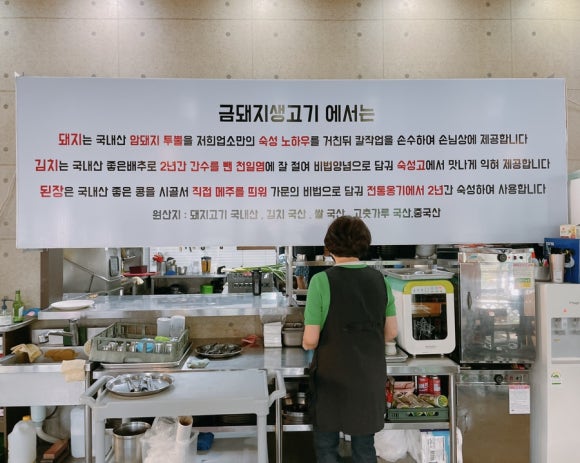 금돼지생고기 에서는
돼지는 국내산 암돼지 투뿔을 저희업소만의 숙성 노하우를 거친뒤 칼작업을 손수하여 손님상에 제공합니다
김치는 국내산 좋은배추로 2년간 간수를 뺀 천일염에 잘 절여 비법양념으로 담궈 숙성고에서 맛나게 익혀 제공합니다
된장은 국내산 좋은 콩을 시골서 직접 메주를 띄워 가문의 비법으로 담궈 전통옹기에서 2년간 숙성하여 사용합니다
원산지 : 돼지고기 국내산 . 김치 국산 . 쌀 국산 . 고춧가루 국산,중국산